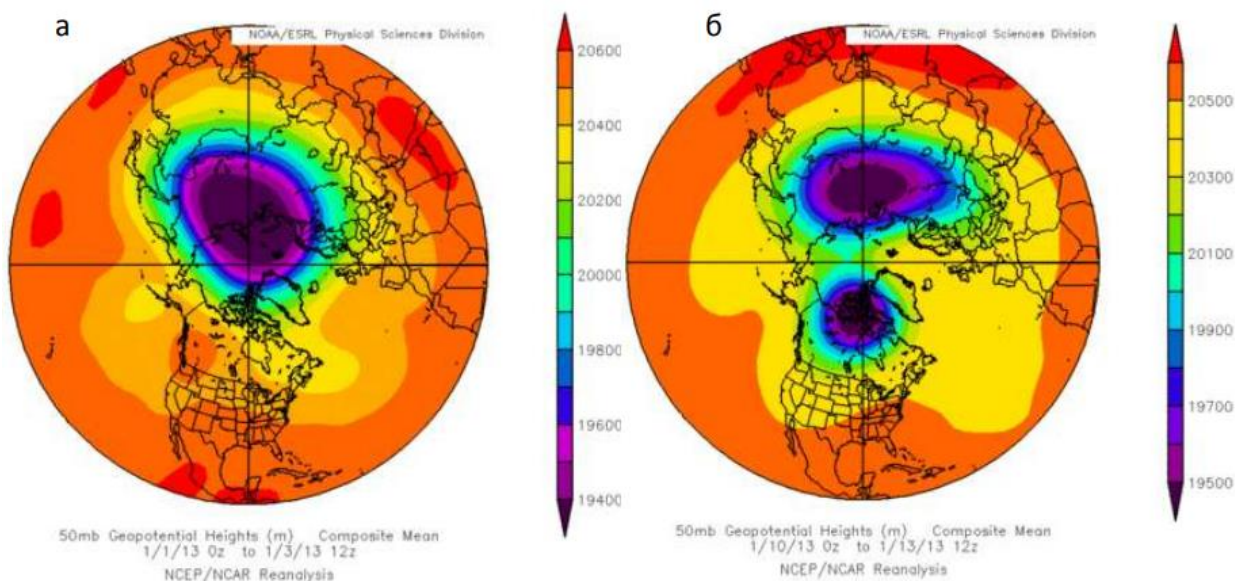 а
NOAA/ESRL Physical Sciences Division
20600
20400
20200
20000
19800
19600
19400
50mb Geopotential Heights (m) Composite Mean
1/1/13 0z to 1/3/13 12z
NCEP/NCAR Reanalysis
б
NOAA/ESRL Physical Sciences Division
20500
20300
20100
19900
19700
19500
50mb Geopotential Heights (m) Composite Mean
1/10/13 0z to 1/13/13 12z
NCEP/NCAR Reanalysis